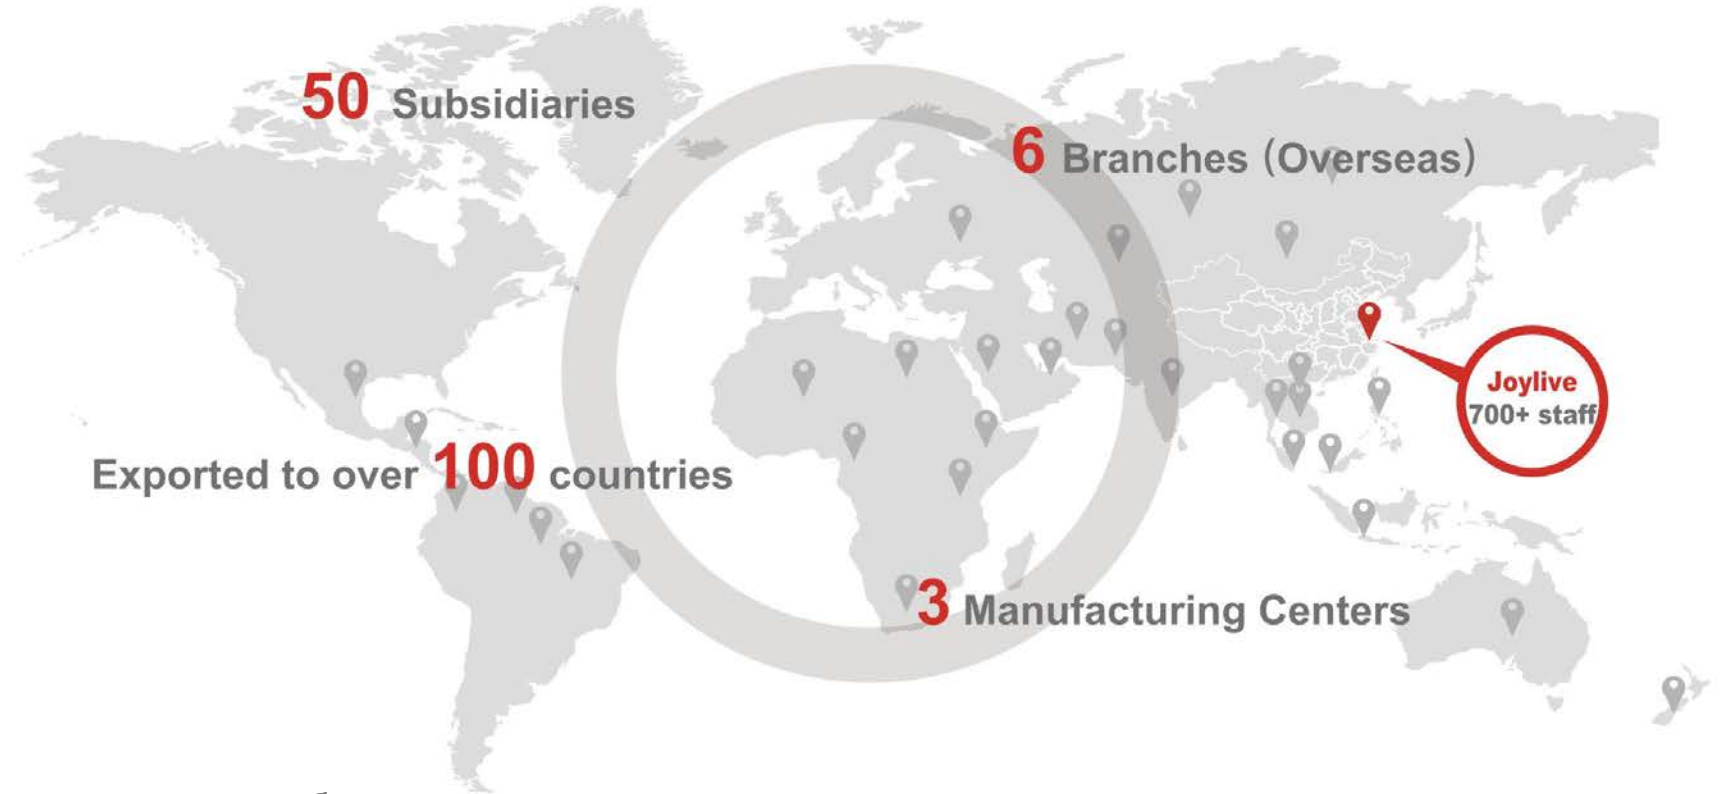 50 Subsidiaries
6 Branches (Overseas)
Joylive
700+ staff
Exported to over 100 countries
3 Manufacturing Centers